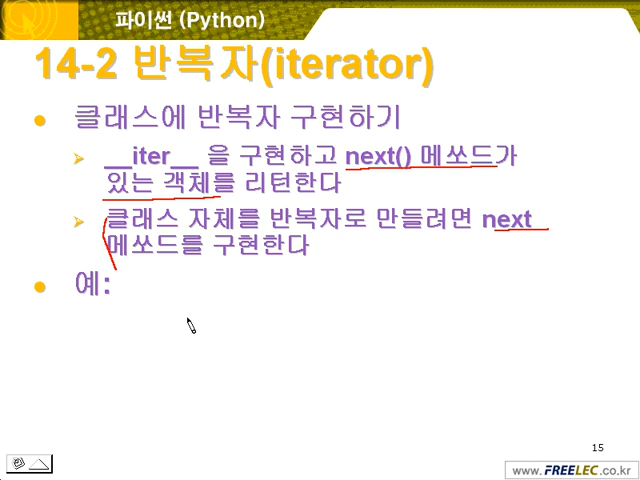 파이썬 (Python)
14-2 반복자(iterator)
클래스에 반복자 구현하기
__iter__ 을 구현하고 next() 메쏘드가
있는 객체를 리턴한다
클래스 자체를 반복자로 만들려면 next
메쏘드를 구현한다
예:
15
www.FREELEC.co.kr